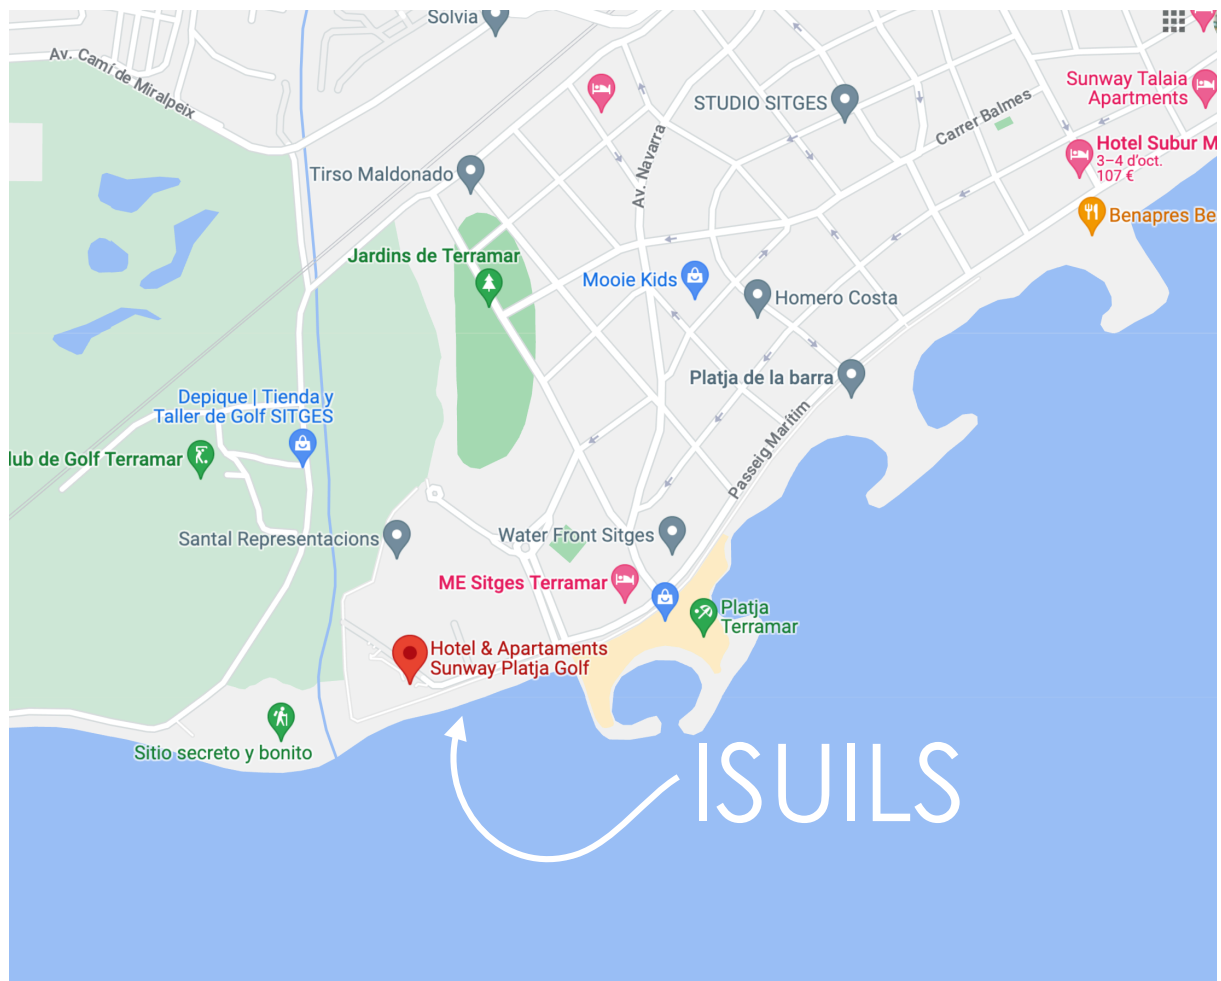 Solvia
Av. Camí de Miralpeix
Sunway Talaia
Apartments
STUDIO SITGES
Carrer Balmes
Hotel Subur M
3–4 d'oct.
107 €
Av. Navarra
Tirso Maldonado
Benapres Be
Jardins de Terramar
Mooie Kids
Homero Costa
Platja de la barra
Depique | Tienda y
Taller de Golf SITGES
lub de Golf Terramar
Passeig Marítim
Santal Representacions
Water Front Sitges
ME Sitges Terramar
Platja
Terramar
Hotel & Apartaments
Sunway Platja Golf
Sitio secreto y bonito
ISUILS